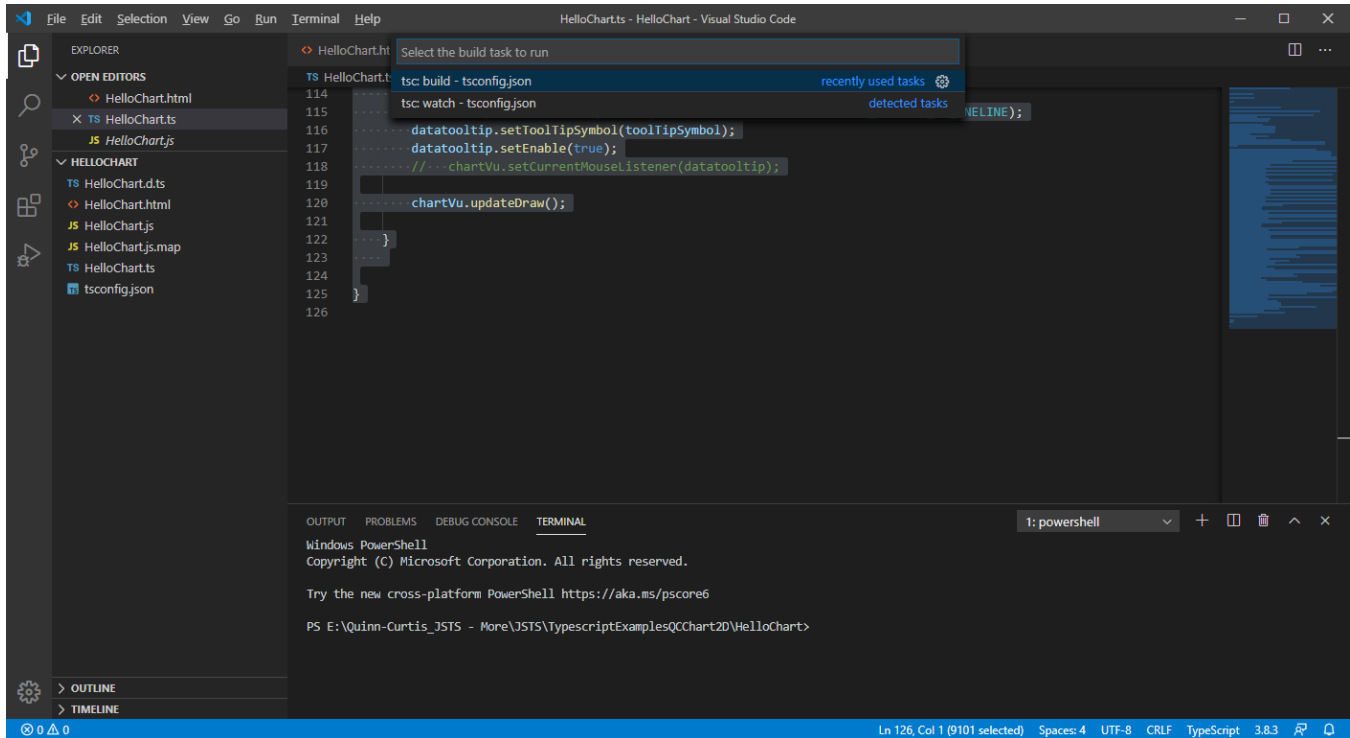 File Edit Selection View Go Run Terminal Help HelloChart.ts - HelloChart - Visual Studio Code
EXPLORER
OPEN EDITORS
HelloChart.html
TS HelloChart.ts
JS HelloChart.js
HELLOCHART
TS HelloChart.d.ts
HelloChart.html
JS HelloChart.js
JS HelloChart.js.map
TS HelloChart.ts
tsconfig.json
OUTLINE
TIMELINE
HelloChart.ht
TS HelloChart.t
Select the build task to run
tsc: build - tsconfig.json recently used tasks
tsc: watch - tsconfig.json detected tasks
114
115 NELINE);
116 datatooltip.setToolTipSymbol(toolTipSymbol);
117 datatooltip.setEnable(true);
118 // chartVu.setCurrentMouseListener(datatooltip);
119
120 chartVu.updateDraw();
121
122 }
123
124
125 }
126
OUTPUT PROBLEMS DEBUG CONSOLE TERMINAL 1: powershell
Windows PowerShell
Copyright (C) Microsoft Corporation. All rights reserved.
Try the new cross-platform PowerShell https://aka.ms/pscore6
PS E:\Quinn-Curtis_JSTS - More\JSTS\TypescriptExamplesQCChart2D\HelloChart>
0 0 Ln 126, Col 1 (9101 selected) Spaces: 4 UTF-8 CRLF TypeScript 3.8.3